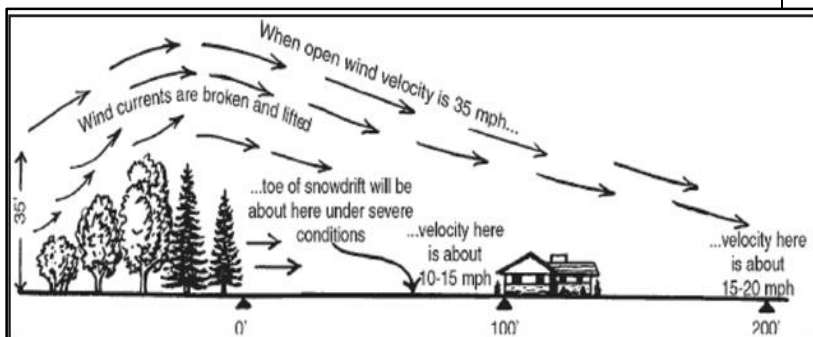 When open wind velocity is 35 mph...
Wind currents are broken and lifted
35'
...toe of snowdrift will be
about here under severe
conditions
...velocity here
is about
10-15 mph
...velocity here
is about
15-20 mph
0'
100'
200'